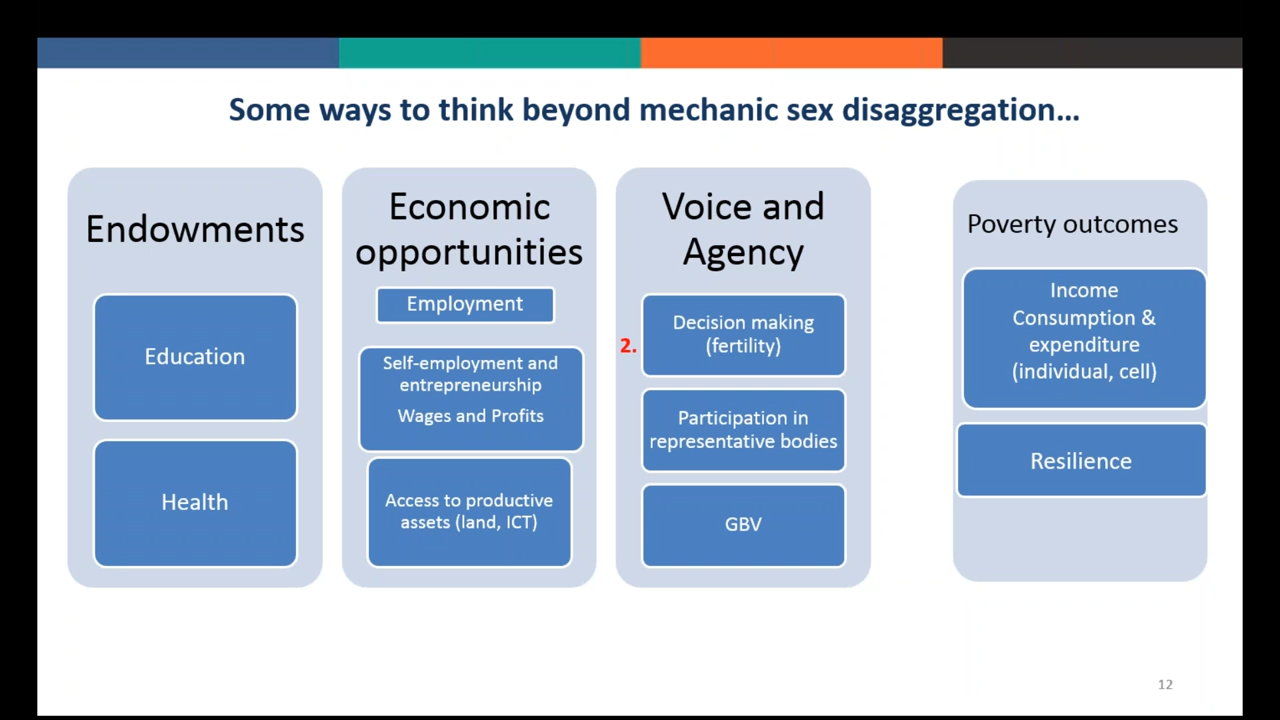 Some ways to think beyond mechanic sex disaggregation…
Endowments
Education
Health
Economic
opportunities
Employment
Self-employment and
entrepreneurship
Wages and Profits
Access to productive
assets (land, ICT)
Voice and
Agency
2.
Decision making
(fertility)
Participation in
representative bodies
GBV
Poverty outcomes
Income
Consumption &
expenditure
(individual, cell)
Resilience
12